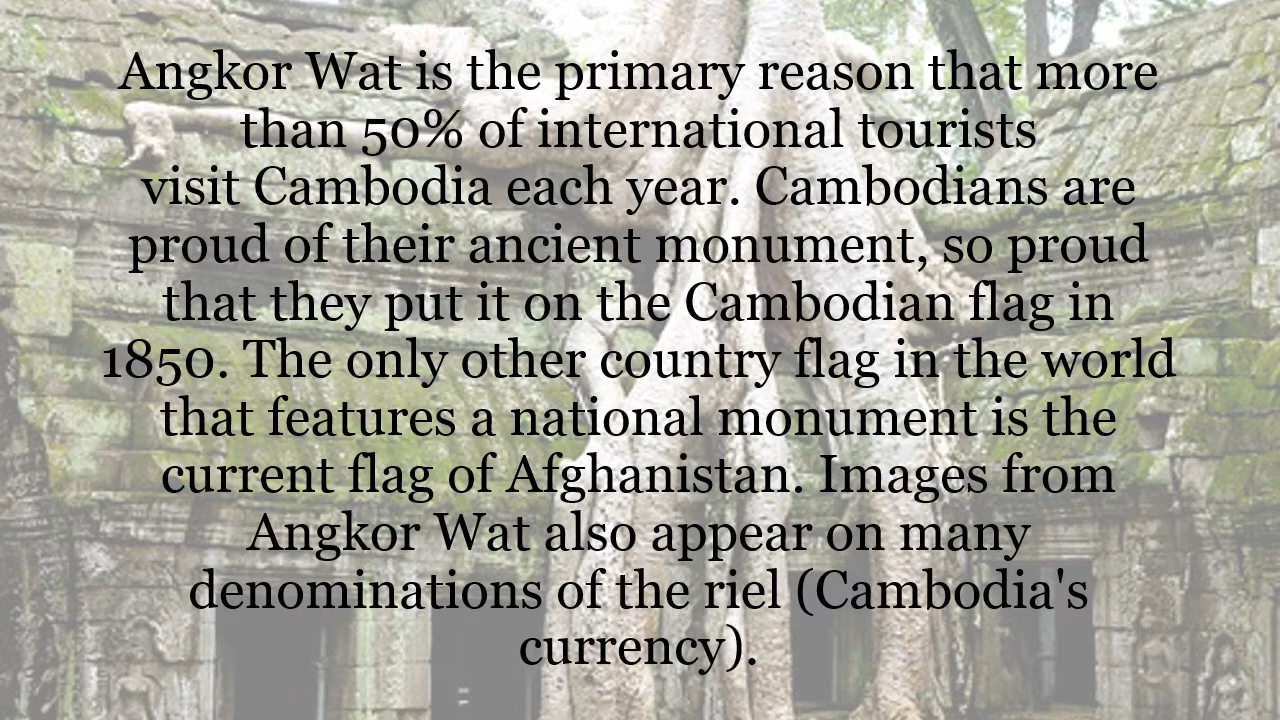 Angkor Wat is the primary reason that more
than 50% of international tourists
visit Cambodia each year. Cambodians are
proud of their ancient monument, so proud
that they put it on the Cambodian flag in
1850. The only other country flag in the world
that features a national monument is the
current flag of Afghanistan. Images from
Angkor Wat also appear on many
denominations of the riel (Cambodia's
currency).